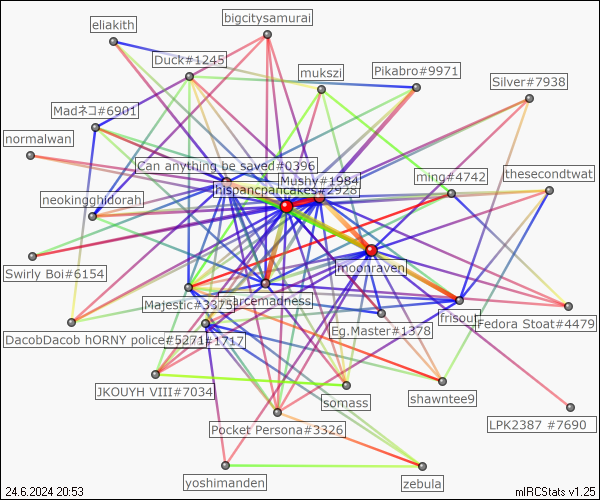 bigcitysamurai
eliakith
Duck#1245
mukszi
Pikabro#9971
Silver#7938
Madネコ#6901
normalwan
Can anything be saved#0396
Mushy#1984
ming#4742
thesecondtwat
hispancpancakes#2928
neokingghidorah
moonraven
Swirly Boi#6154
Majestic#3375
arcemadness
frisout
Fedora Stoat#4479
Eg.Master#1378
DacobDacob hORNY police#5271
#1717
JKOUYH VIII#7034
somass
shawntee9
LPK2387 #7690
Pocket Persona#3326
yoshimanden
zebula
24.6.2024 20:53
mIRCStats v1.25